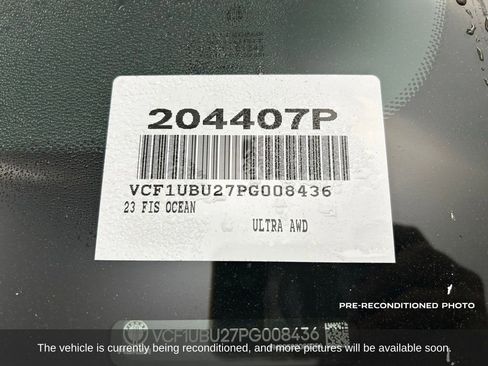 204407P
VCF1UBU27PG008436
23 FIS OCEAN
ULTRA AWD
PRE-RECONDITIONED PHOTO
VCF1UBU27PG008436
The vehicle is currently being reconditioned, and more pictures will be available soon.